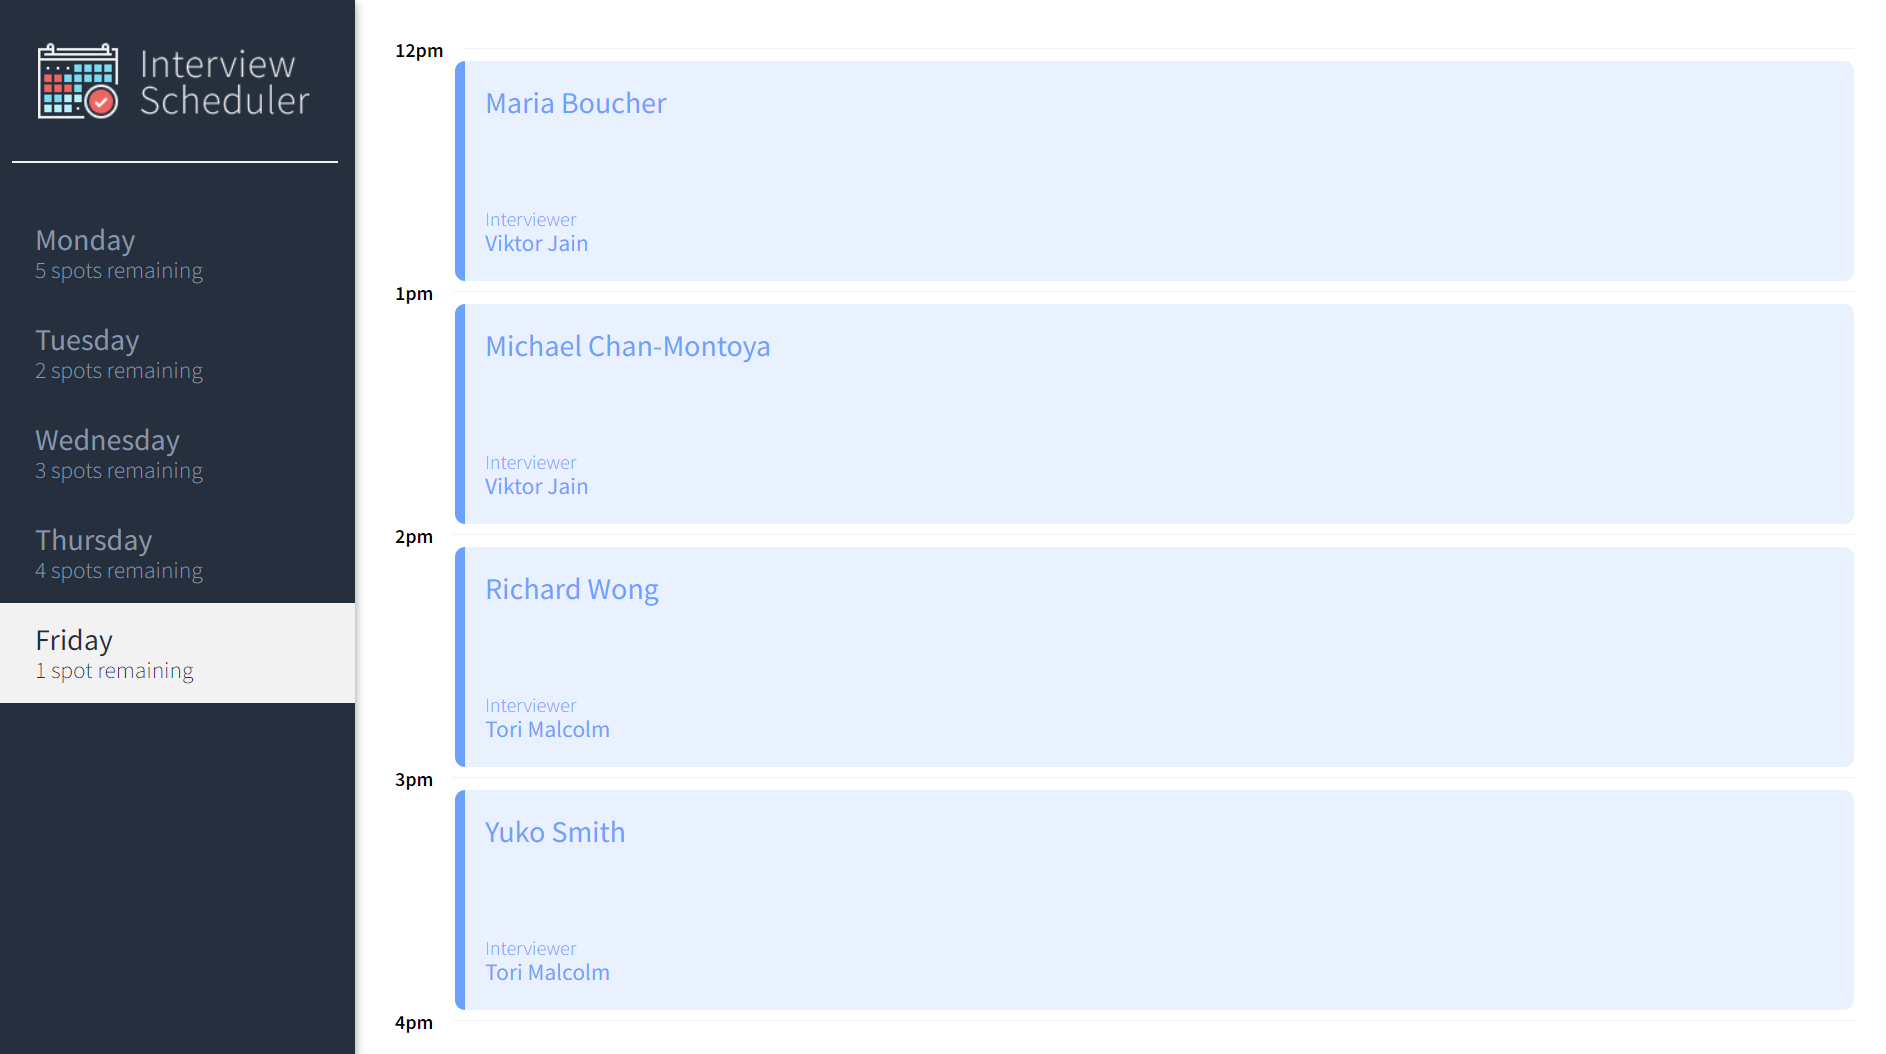 Interview
Scheduler
Monday
5 spots remaining
Tuesday
2 spots remaining
Wednesday
3 spots remaining
Thursday
4 spots remaining
Friday
1 spot remaining
12pm
Maria Boucher
Interviewer
Viktor Jain
1pm
Michael Chan-Montoya
Interviewer
Viktor Jain
2pm
Richard Wong
Interviewer
Tori Malcolm
3pm
Yuko Smith
Interviewer
Tori Malcolm
4pm